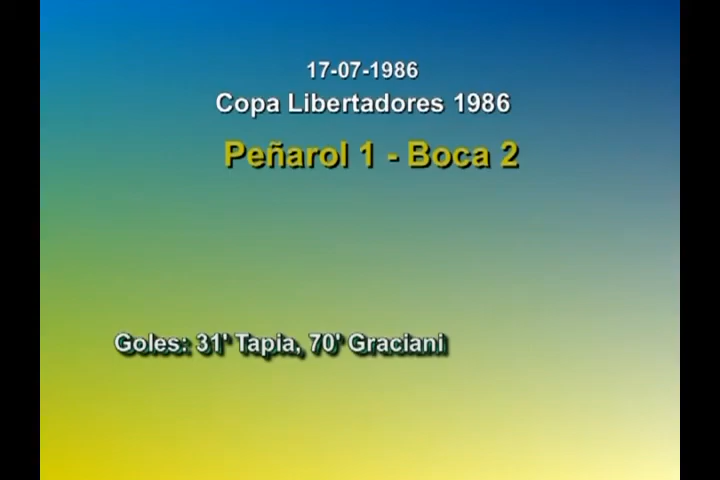 17-07-1986
Copa Libertadores 1986
Peñarol 1 - Boca 2
Goles: 31' Tapia, 70' Graciani